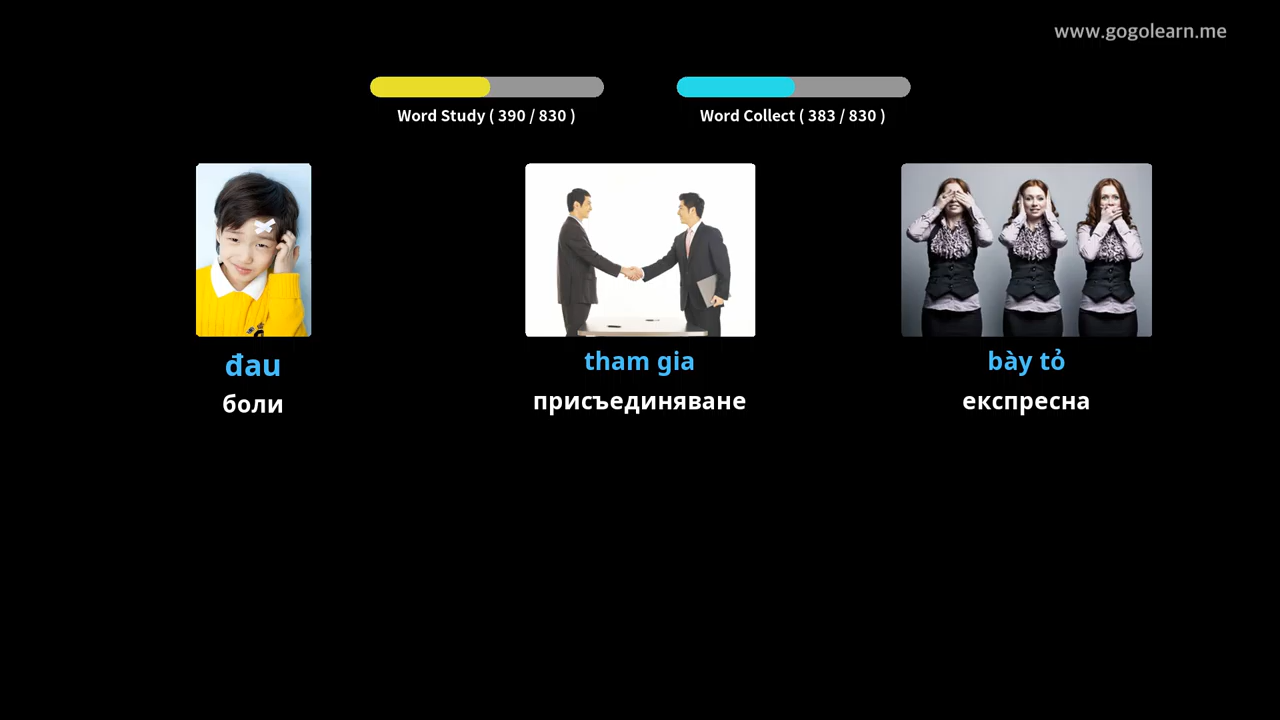 www.gogolearn.me
Word Study ( 390 / 830 )
Word Collect ( 383 / 830 )
đau
боли
tham gia
присъединяване
bày tỏ
експресна